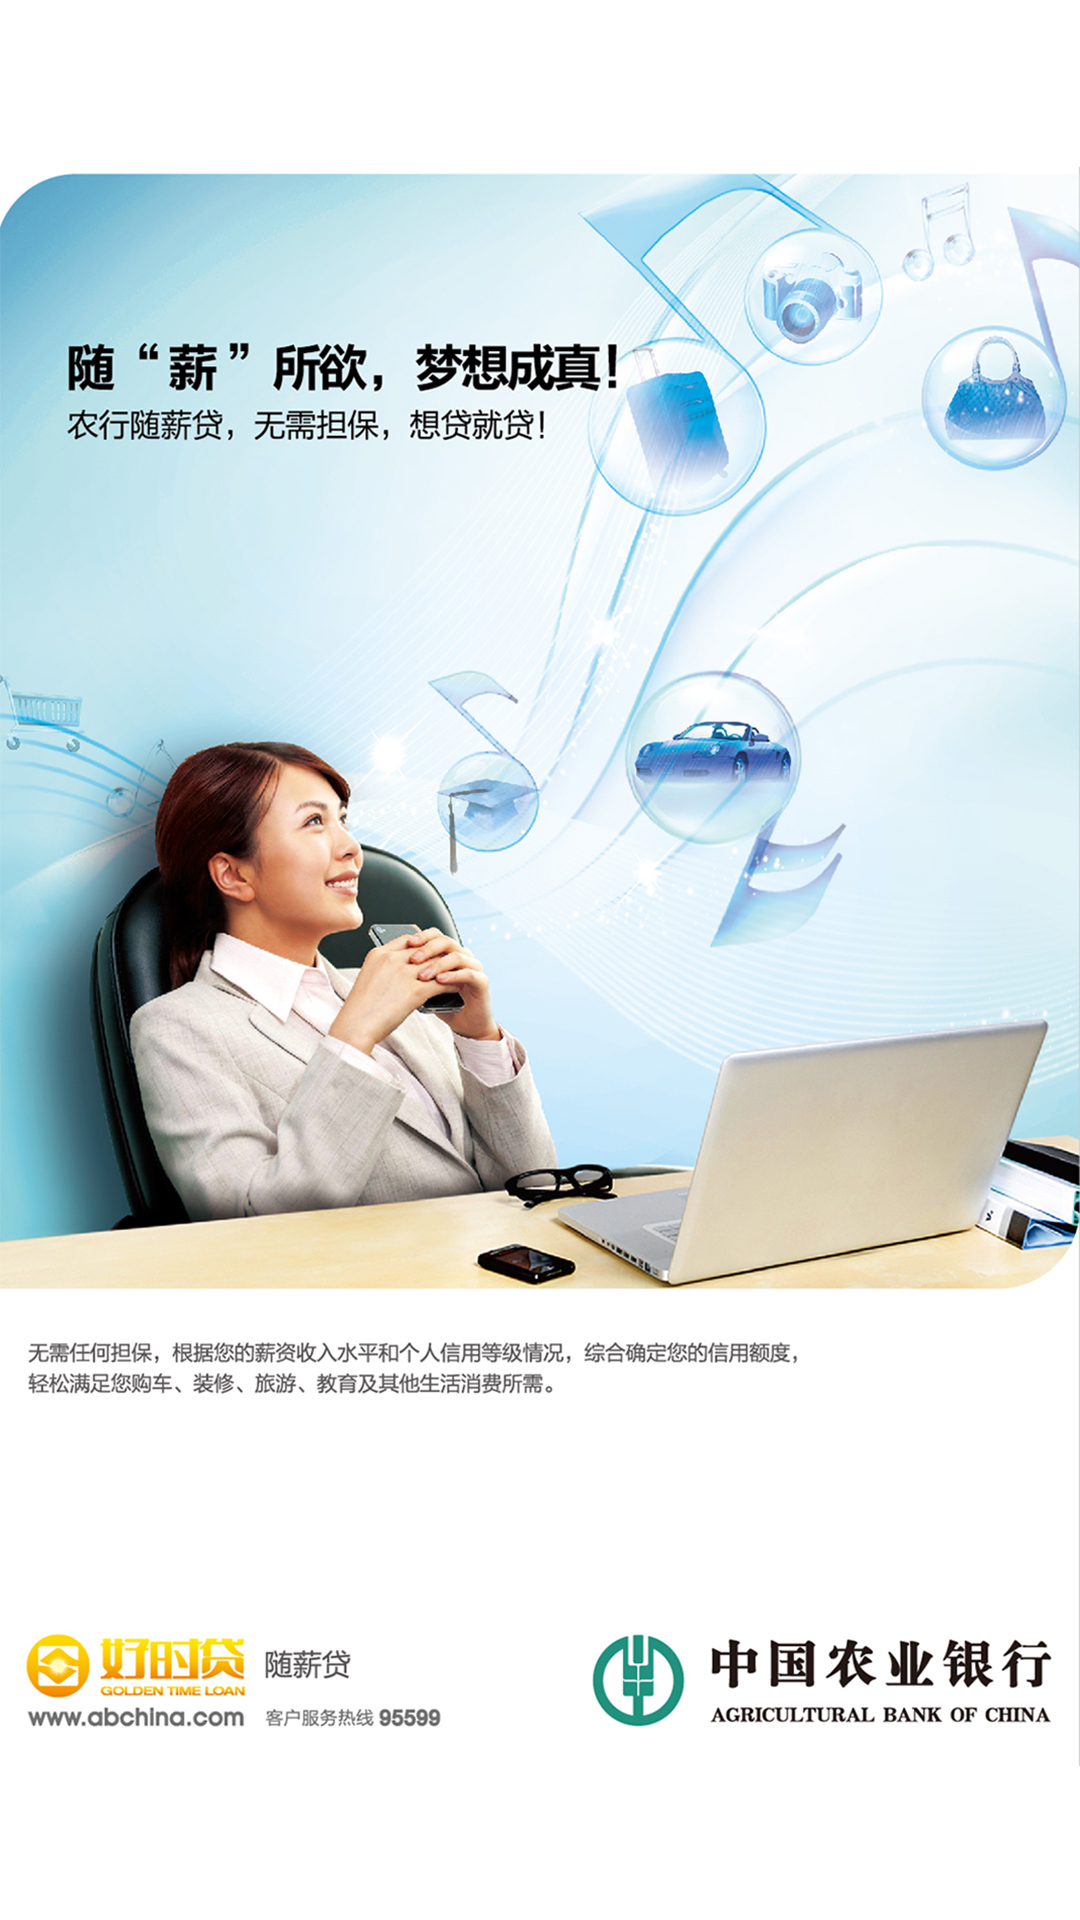 随“薪”所欲，梦想成真！
农行随薪贷，无需担保，想贷就贷！
无需任何担保，根据您的薪资收入水平和个人信用等级情况，综合确定您的信用额度，
轻松满足您购车、装修、旅游、教育及其他生活消费所需。
好时贷 随薪贷
GOLDEN TIME LOAN
www.abchina.com 客户服务热线 95599
中国农业银行
AGRICULTURAL BANK OF CHINA